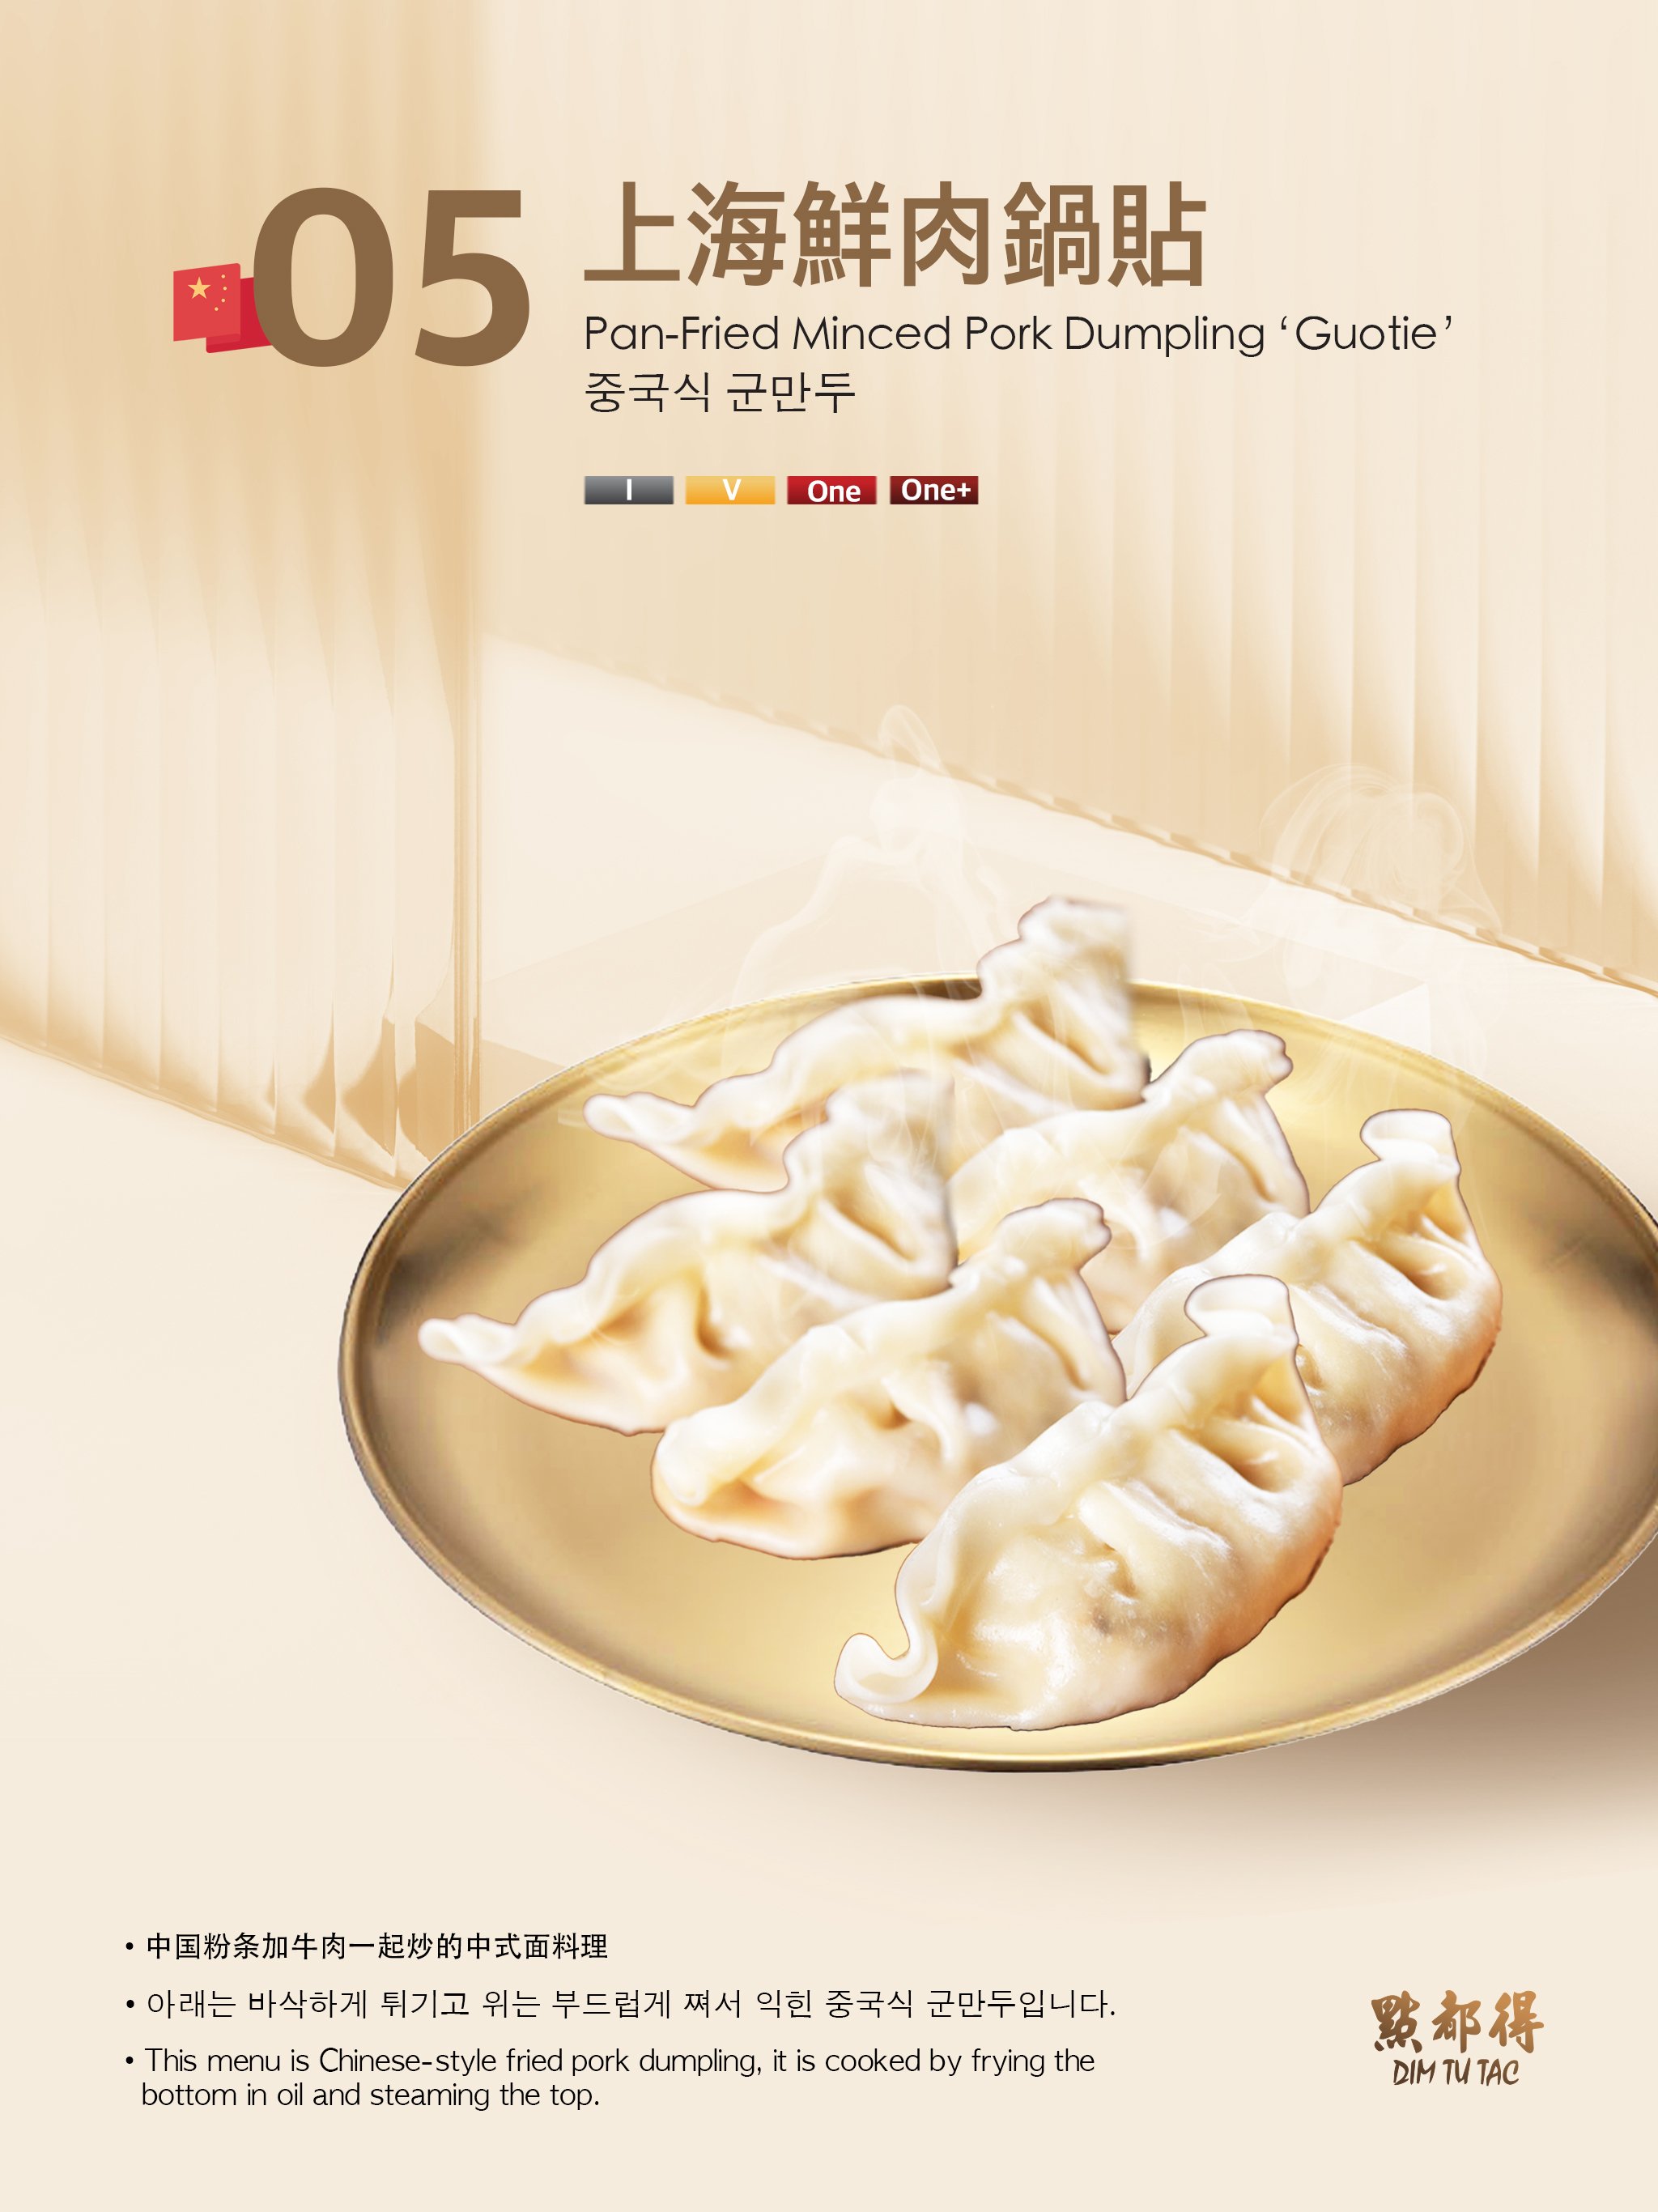 05
上海鮮肉鍋貼
Pan-Fried Minced Pork Dumpling ‘Guotie’
중국식 군만두
I V One One+
• 中国粉条加牛肉一起炒的中式面料理
• 아래는 바삭하게 튀기고 위는 부드럽게 쪄서 익힌 중국식 군만두입니다.
• This menu is Chinese-style fried pork dumpling, it is cooked by frying the
bottom in oil and steaming the top.
點都得
DIM TU TAC